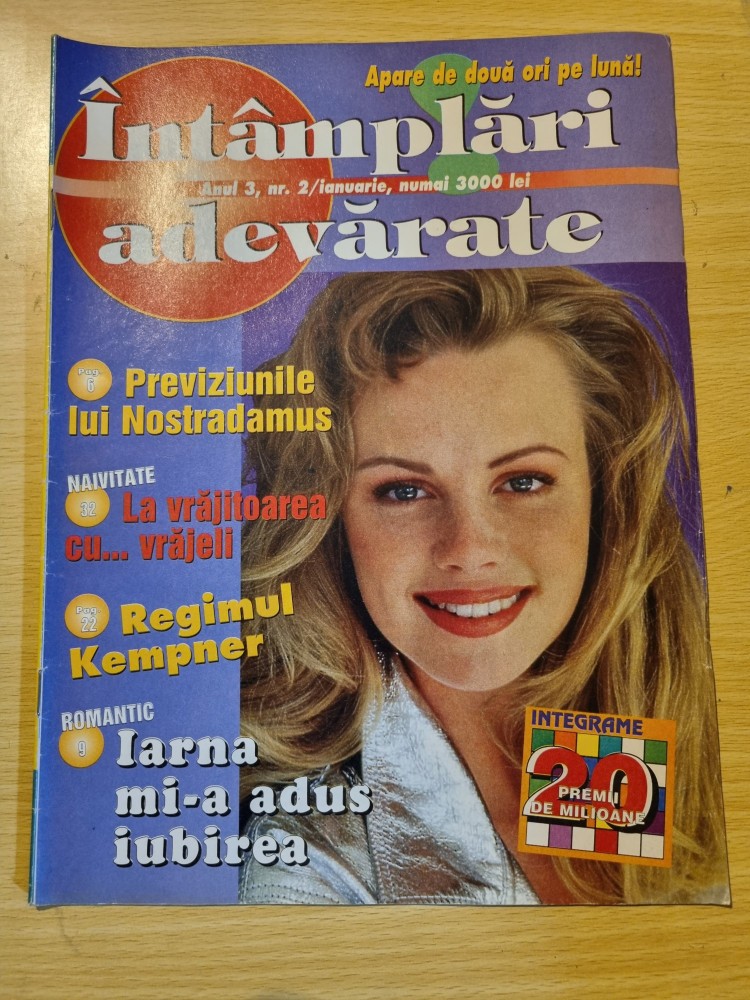 Apare de două ori pe lună!
Întâmplări
Anul 3, nr. 2/ianuarie, numai 3000 lei
adevărate
Pag. 6
Previziunile
lui Nostradamus
NAIVITATE
32
La vrăjitoarea
cu... vrăjeli
Pag. 22
Regimul
Kempner
ROMANTIC
9
Iarna
mi-a adus
iubirea
INTEGRAME
20
PREMII
DE MILIOANE